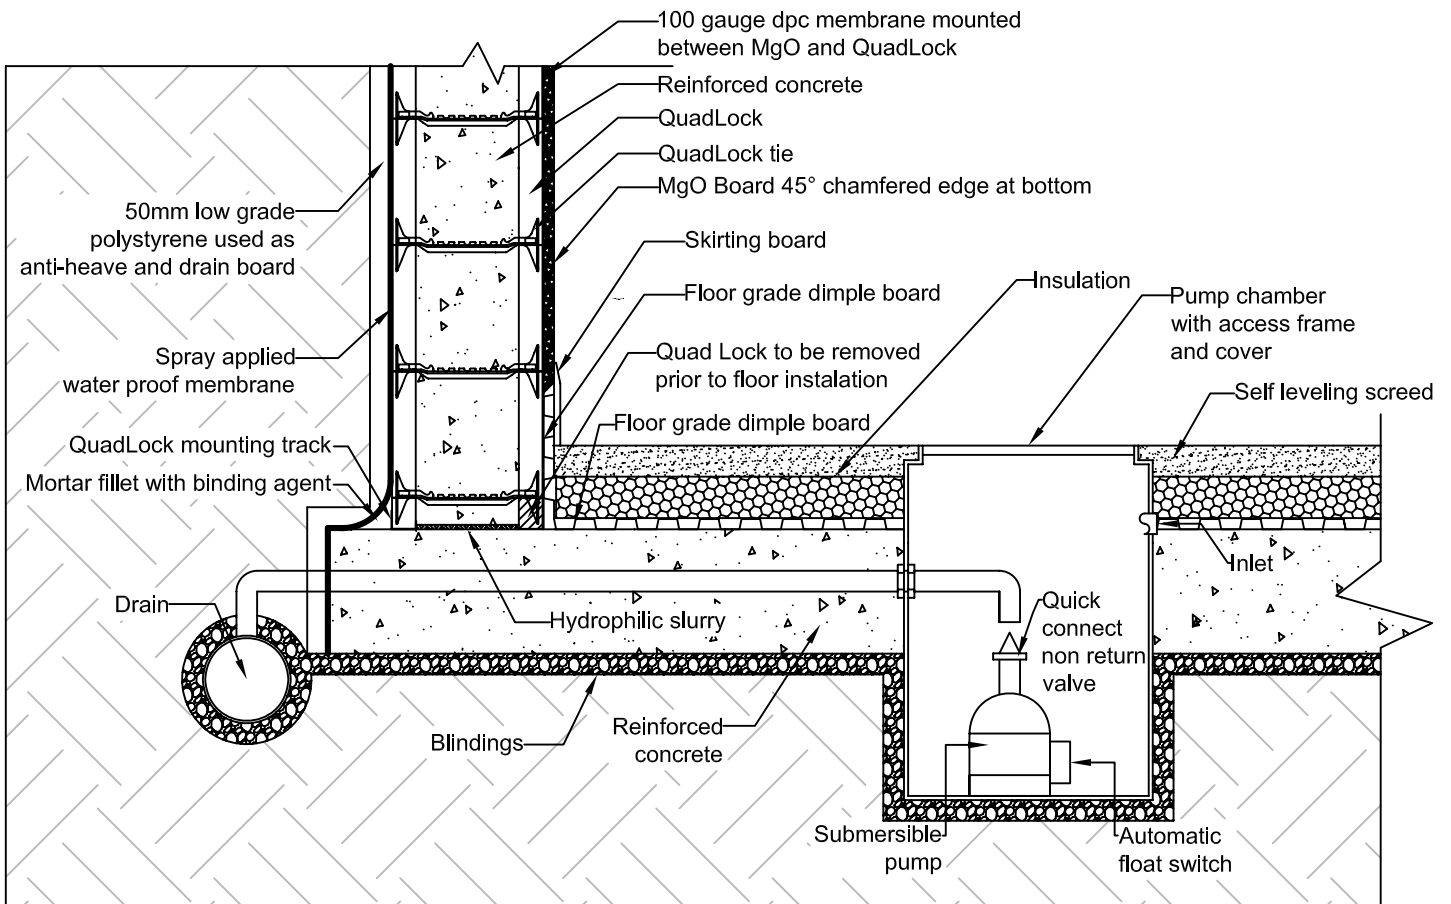 100 gauge dpc membrane mounted
between MgO and QuadLock
Reinforced concrete
QuadLock
QuadLock tie
MgO Board 45° chamfered edge at bottom
50mm low grade
polystyrene used as
anti-heave and drain board
Skirting board
Floor grade dimple board
Insulation
Pump chamber
with access frame
and cover
Spray applied
water proof membrane
Quad Lock to be removed
prior to floor instalation
Self leveling screed
Floor grade dimple board
QuadLock mounting track
Mortar fillet with binding agent
Inlet
Drain
Hydrophilic slurry
Quick
connect
non return
valve
Blindings
Reinforced
concrete
Submersible
pump
Automatic
float switch